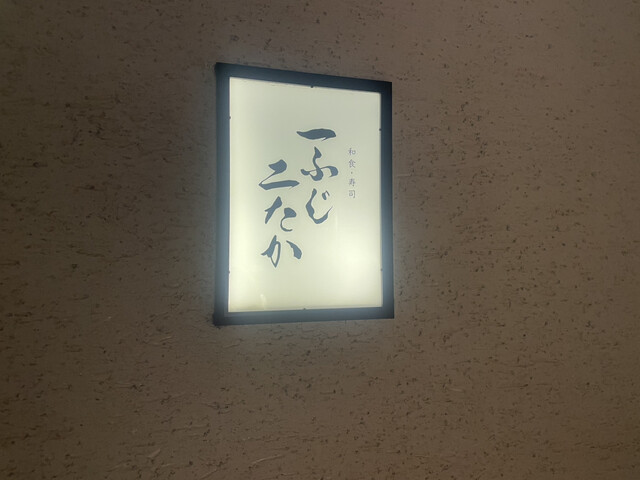 和食・寿司
一ふじ
二たか